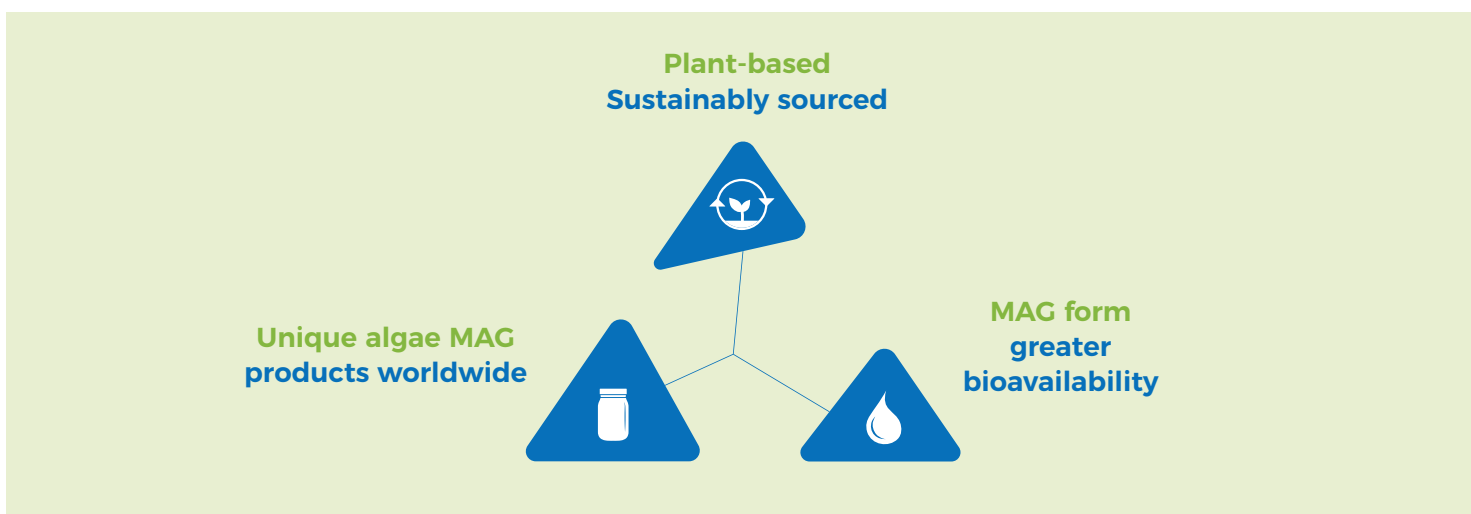 Plant-based
Sustainably sourced
Unique algae MAG
products worldwide
MAG form
greater
bioavailability